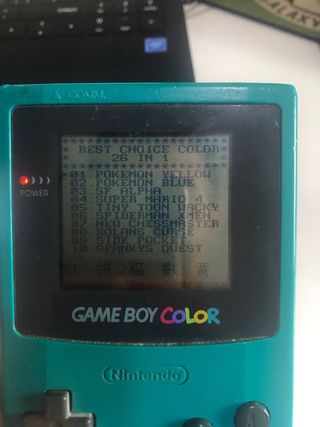 GALAXY
A COMM.
BEST CHOICE COLOR
26 IN 1
01.POKEMON YELLOW
02.POKEMON BLUE
03.SF ALPHA
04.SUPER MARIO 4
05.TINY TOON WACKY
06.SPIDERMAN XMEN
07.NEW CHESSMASTER
08.ROLANS CURSE
09.SIDE POCKET
10.SPANKYS QUEST
POWER
GAME BOY COLOR
Nintendo
A